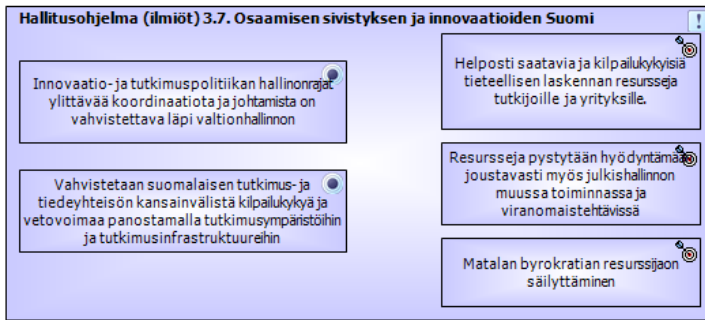 Hallitusohjelma (ilmiöt) 3.7. Osaamisen sivistyksen ja innovaatioiden Suomi
!
Innovaatio- ja tutkimuspolitiikan hallinonrajat
ylittävää koordinaatiota ja johtamista on
vahvistettava läpi valtionhallinnon
Vahvistetaan suomalaisen tutkimus- ja
tiedeyhteisön kansainvälistä kilpailukykyä ja
vetovoimaa panostamalla tutkimusympäristöihin
ja tutkimusinfrastruktuureihin
Helposti saatavia ja kilpailukykyisiä
tieteellisen laskennan resursseja
tutkijoille ja yrityksille.
Resursseja pystytään hyödyntämään
joustavasti myös julkishallinnon
muussa toiminnassa ja
viranomaistehtävissä
Matalan byrokratian resurssijaon
säilyttäminen